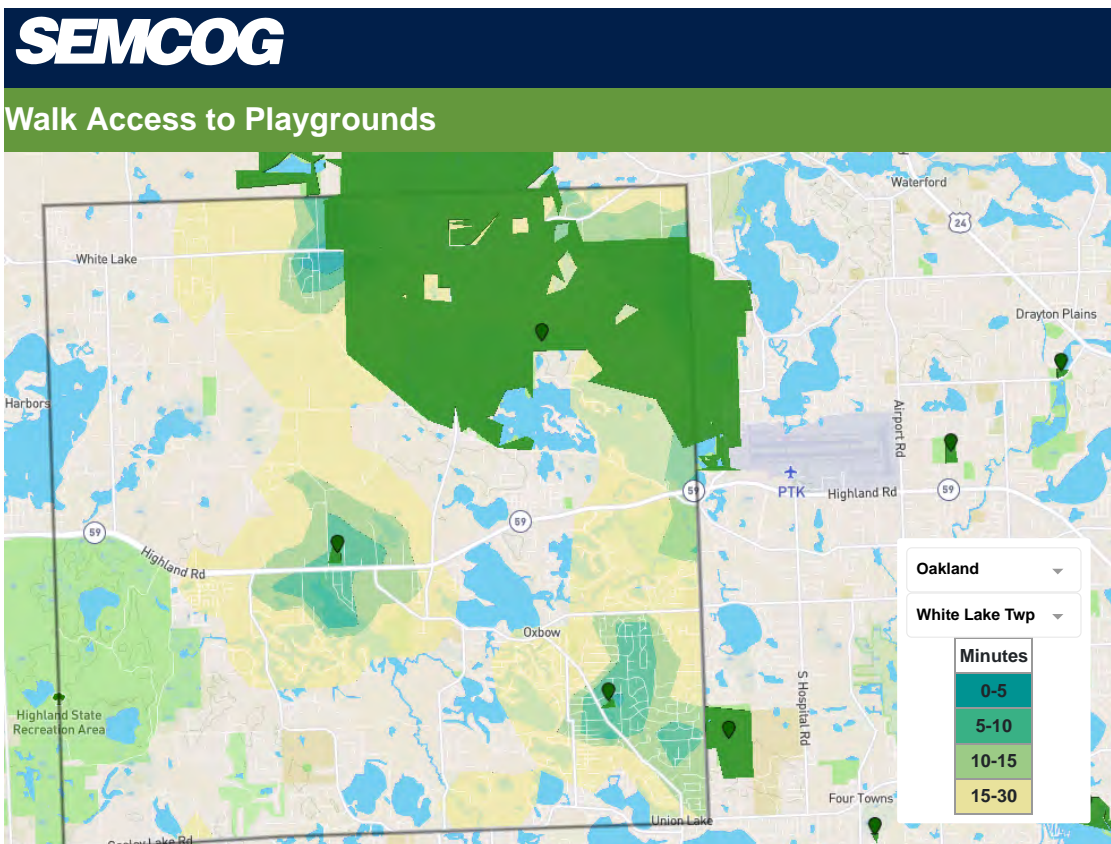 SEMCOG
Walk Access to Playgrounds
Waterford
24
White Lake
Drayton Plains
Harbors
Airport Rd
59
PTK
Highland Rd
59
59
59
Highland Rd
Oakland
White Lake Twp
Minutes
0-5
5-10
10-15
15-30
Oxbow
S Hospital Rd
Highland State
Recreation Area
Four Towns
Union Lake